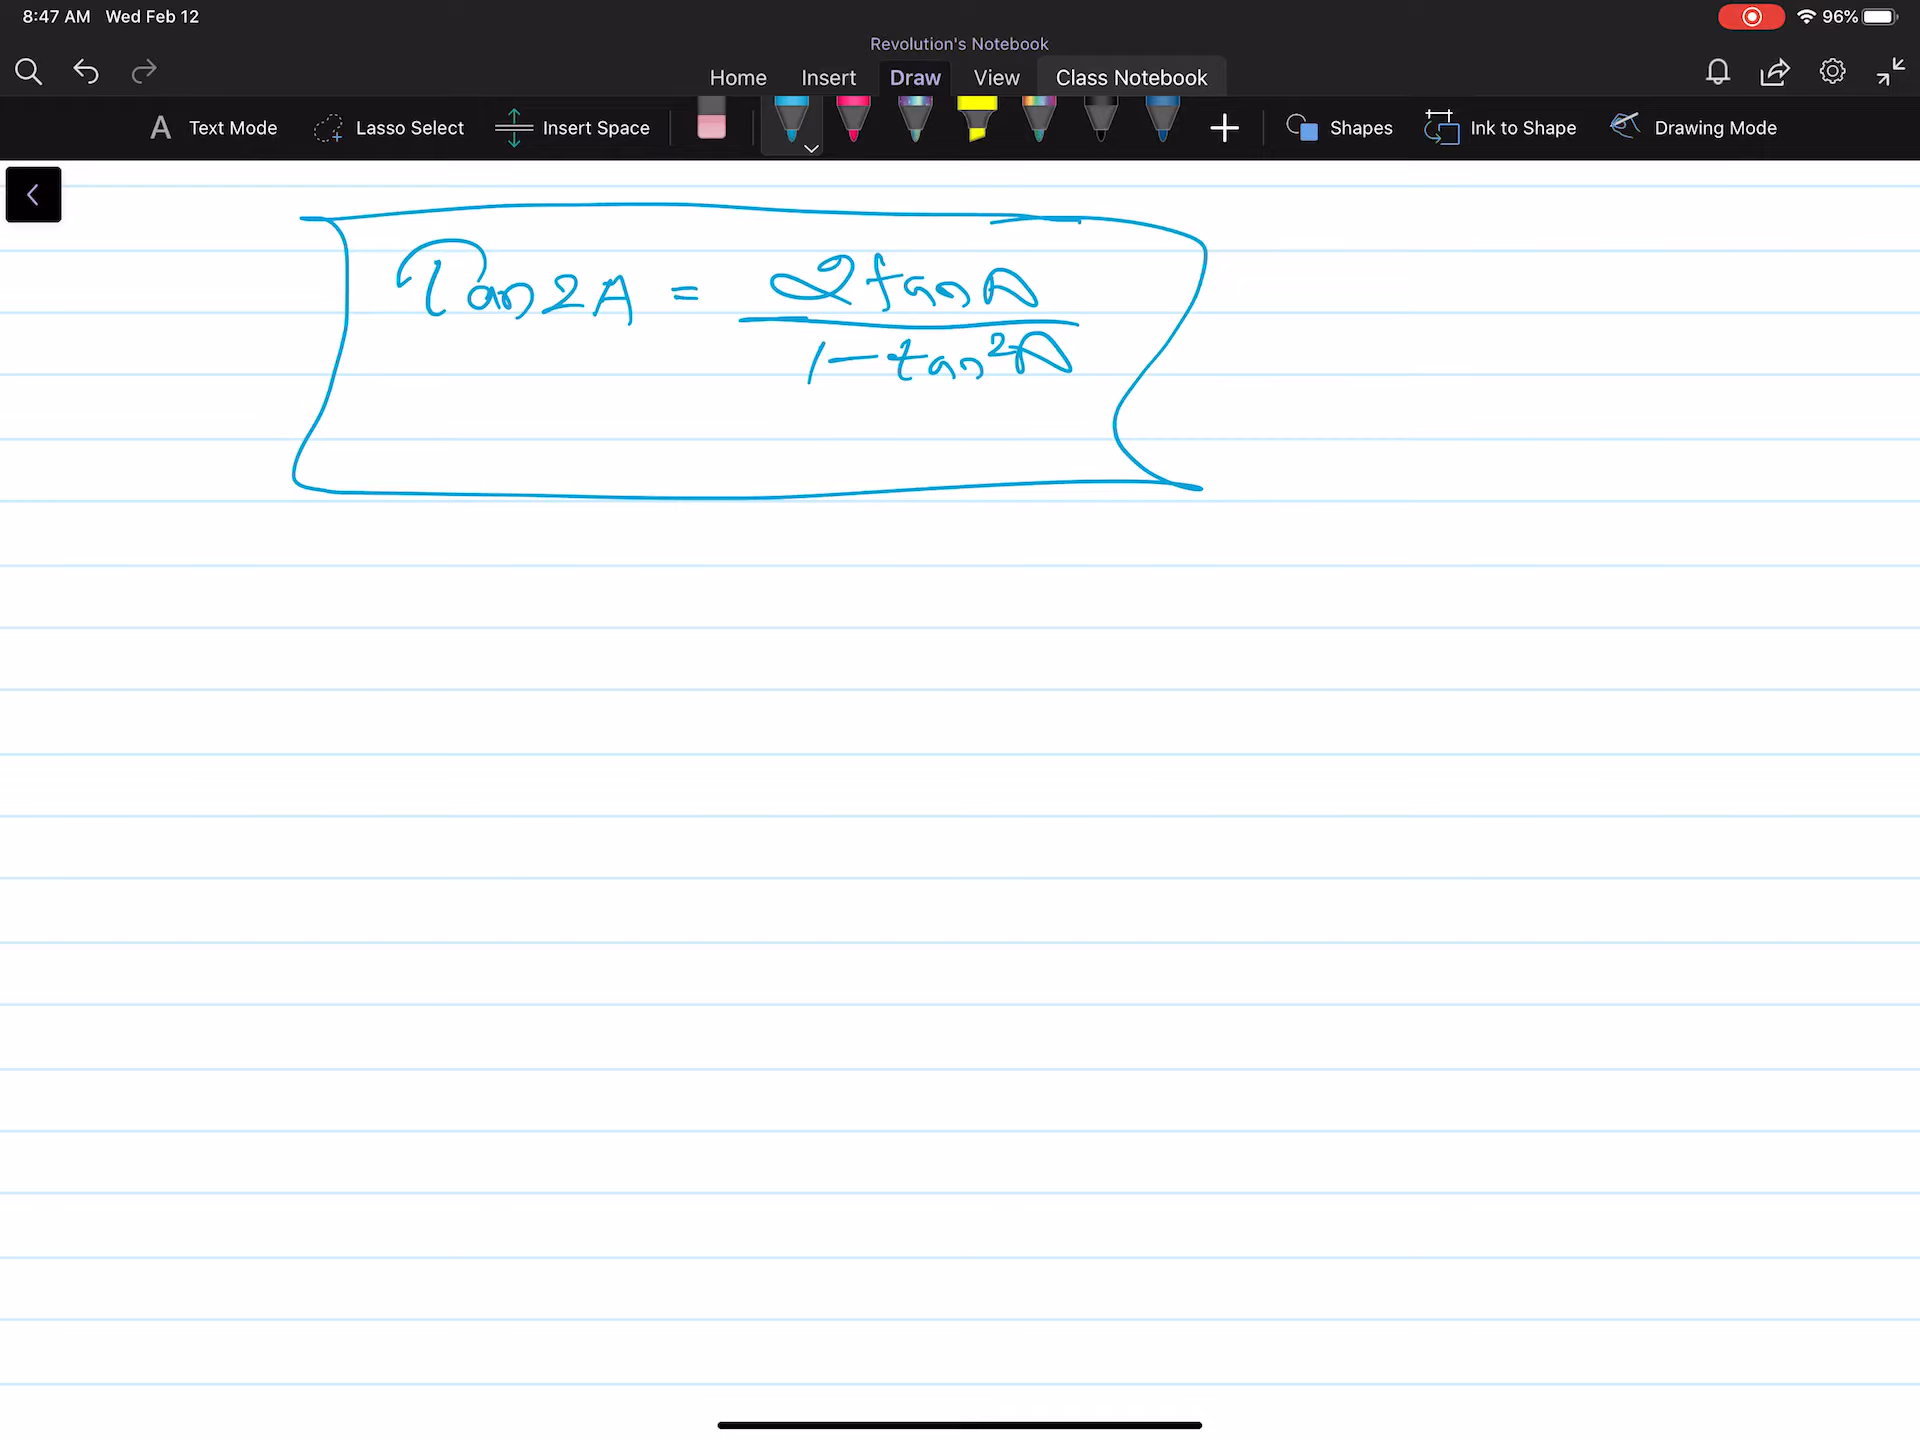 8:47 AM Wed Feb 12
96%
Revolution's Notebook
Home Insert Draw View Class Notebook
Text Mode Lasso Select Insert Space Shapes Ink to Shape Drawing Mode
Tan2A = 2tanA
1-tan²A